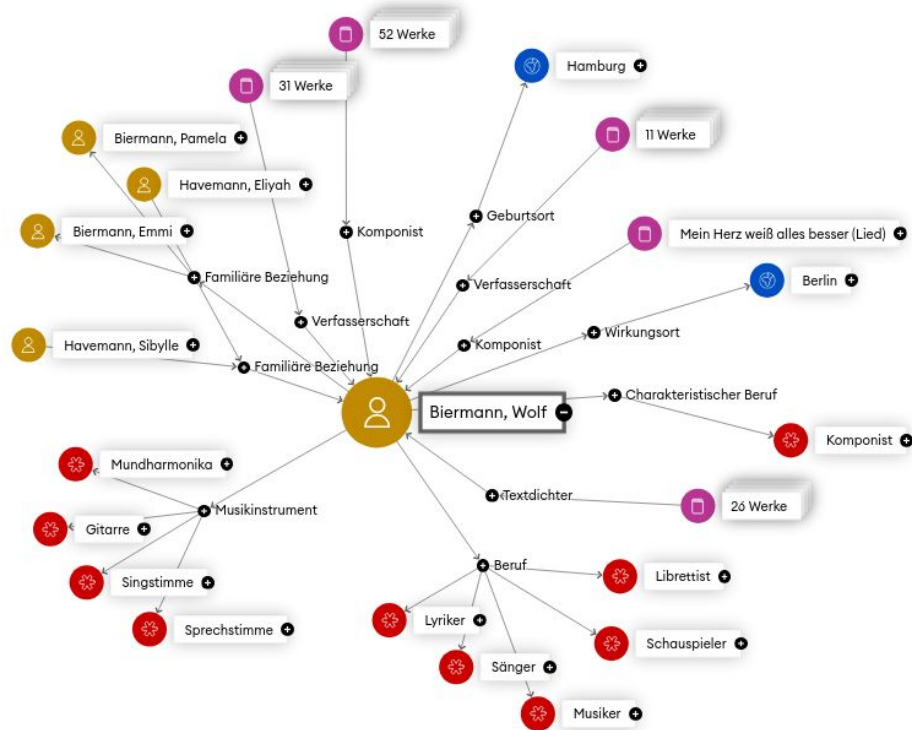 52 Werke
Hamburg
31 Werke
11 Werke
Biermann, Pamela
Havemann, Eliyah
Geburtsort
Biermann, Emmi
Komponist
Mein Herz weiß alles besser (Lied)
Familiäre Beziehung
Verfasserschaft
Berlin
Verfasserschaft
Wirkungsort
Havemann, Sibylle
Komponist
Familiäre Beziehung
Charakteristischer Beruf
Biermann, Wolf
Komponist
Mundharmonika
Textdichter
26 Werke
Musikinstrument
Gitarre
Beruf
Librettist
Singstimme
Lyriker
Sprechstimme
Schauspieler
Sänger
Musiker